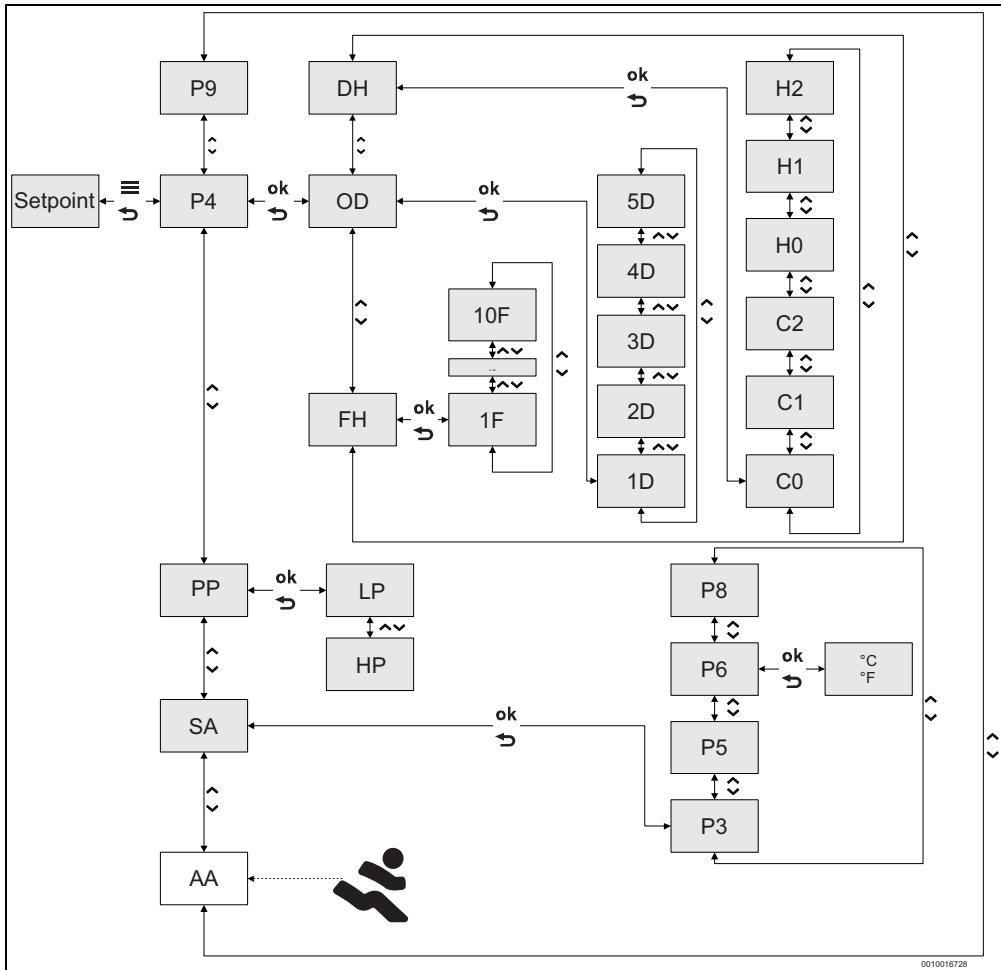 P9
DH
ok
H2
H1
Setpoint
P4
ok
OD
ok
5D
H0
4D
10F
C2
3D
...
2D
C1
FH
ok
1F
1D
C0
PP
ok
LP
P8
HP
P6
ok
°C
°F
SA
ok
P5
P3
AA
0010016728